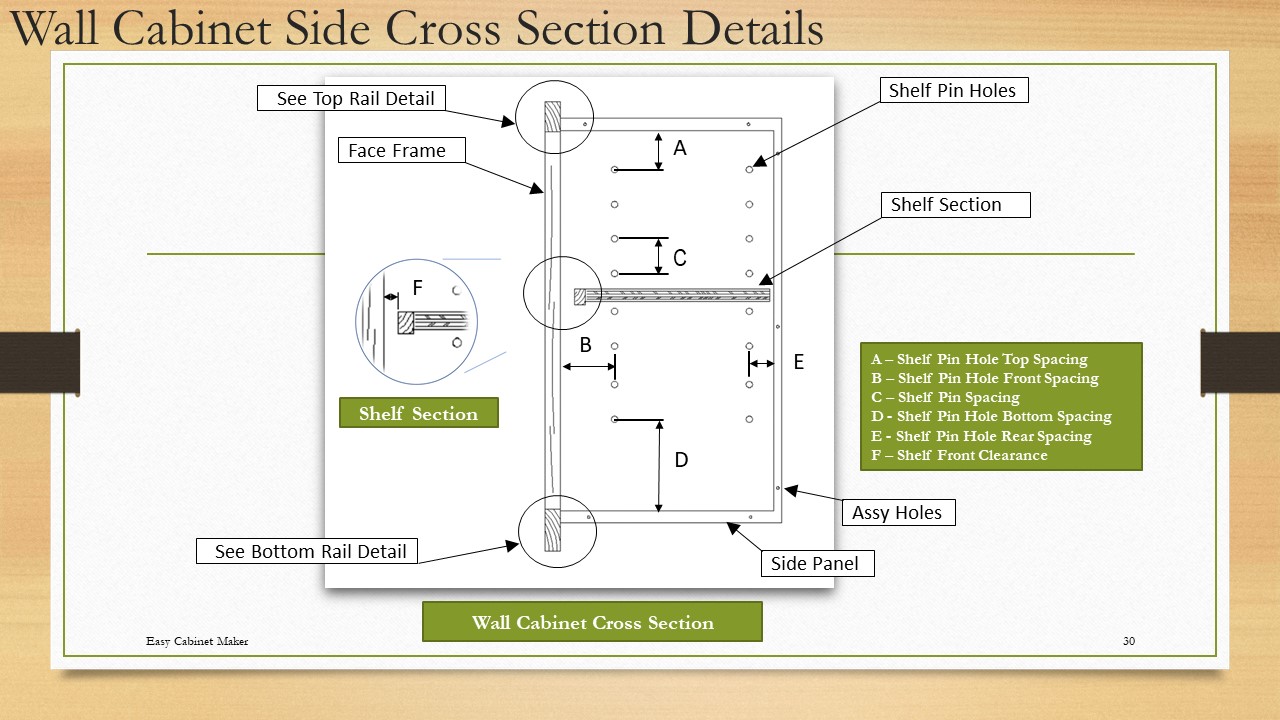 Wall Cabinet Side Cross Section Details
See Top Rail Detail
Shelf Pin Holes
Face Frame
A
Shelf Section
C
F
B
E
A – Shelf Pin Hole Top Spacing
B – Shelf Pin Hole Front Spacing
C – Shelf Pin Spacing
D - Shelf Pin Hole Bottom Spacing
E - Shelf Pin Hole Rear Spacing
F – Shelf Front Clearance
Shelf Section
D
Assy Holes
See Bottom Rail Detail
Side Panel
Wall Cabinet Cross Section
Easy Cabinet Maker
30